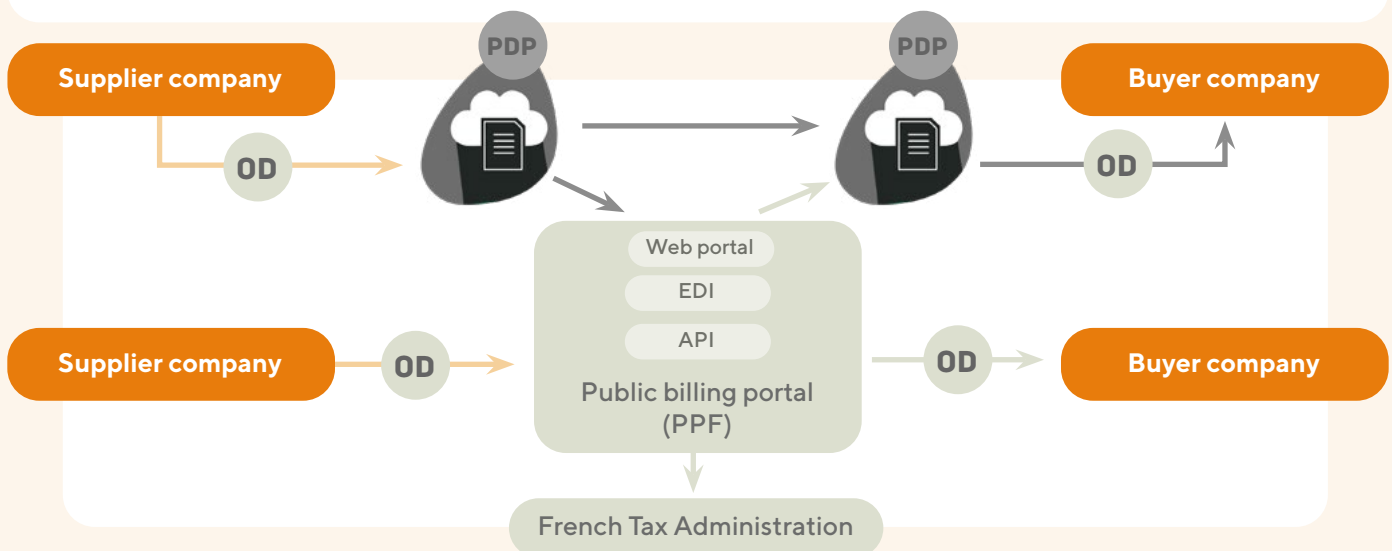 PDP
PDP
Supplier company
Buyer company
OD
OD
Web portal
EDI
API
Supplier company
OD
OD
Buyer company
Public billing portal
(PPF)
French Tax Administration